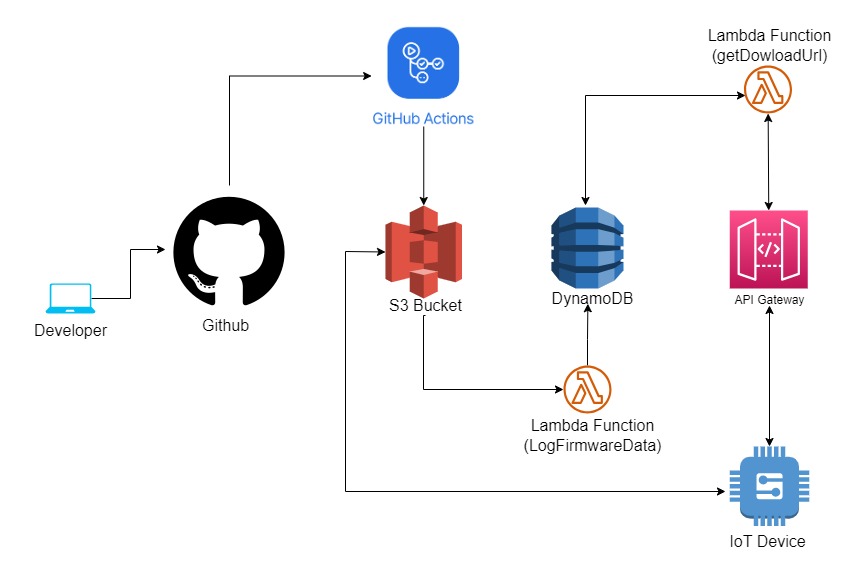 Lambda Function
(getDowloadUrl)
GitHub Actions
S3 Bucket
DynamoDB
API Gateway
Github
Developer
Lambda Function
(LogFirmwareData)
IoT Device